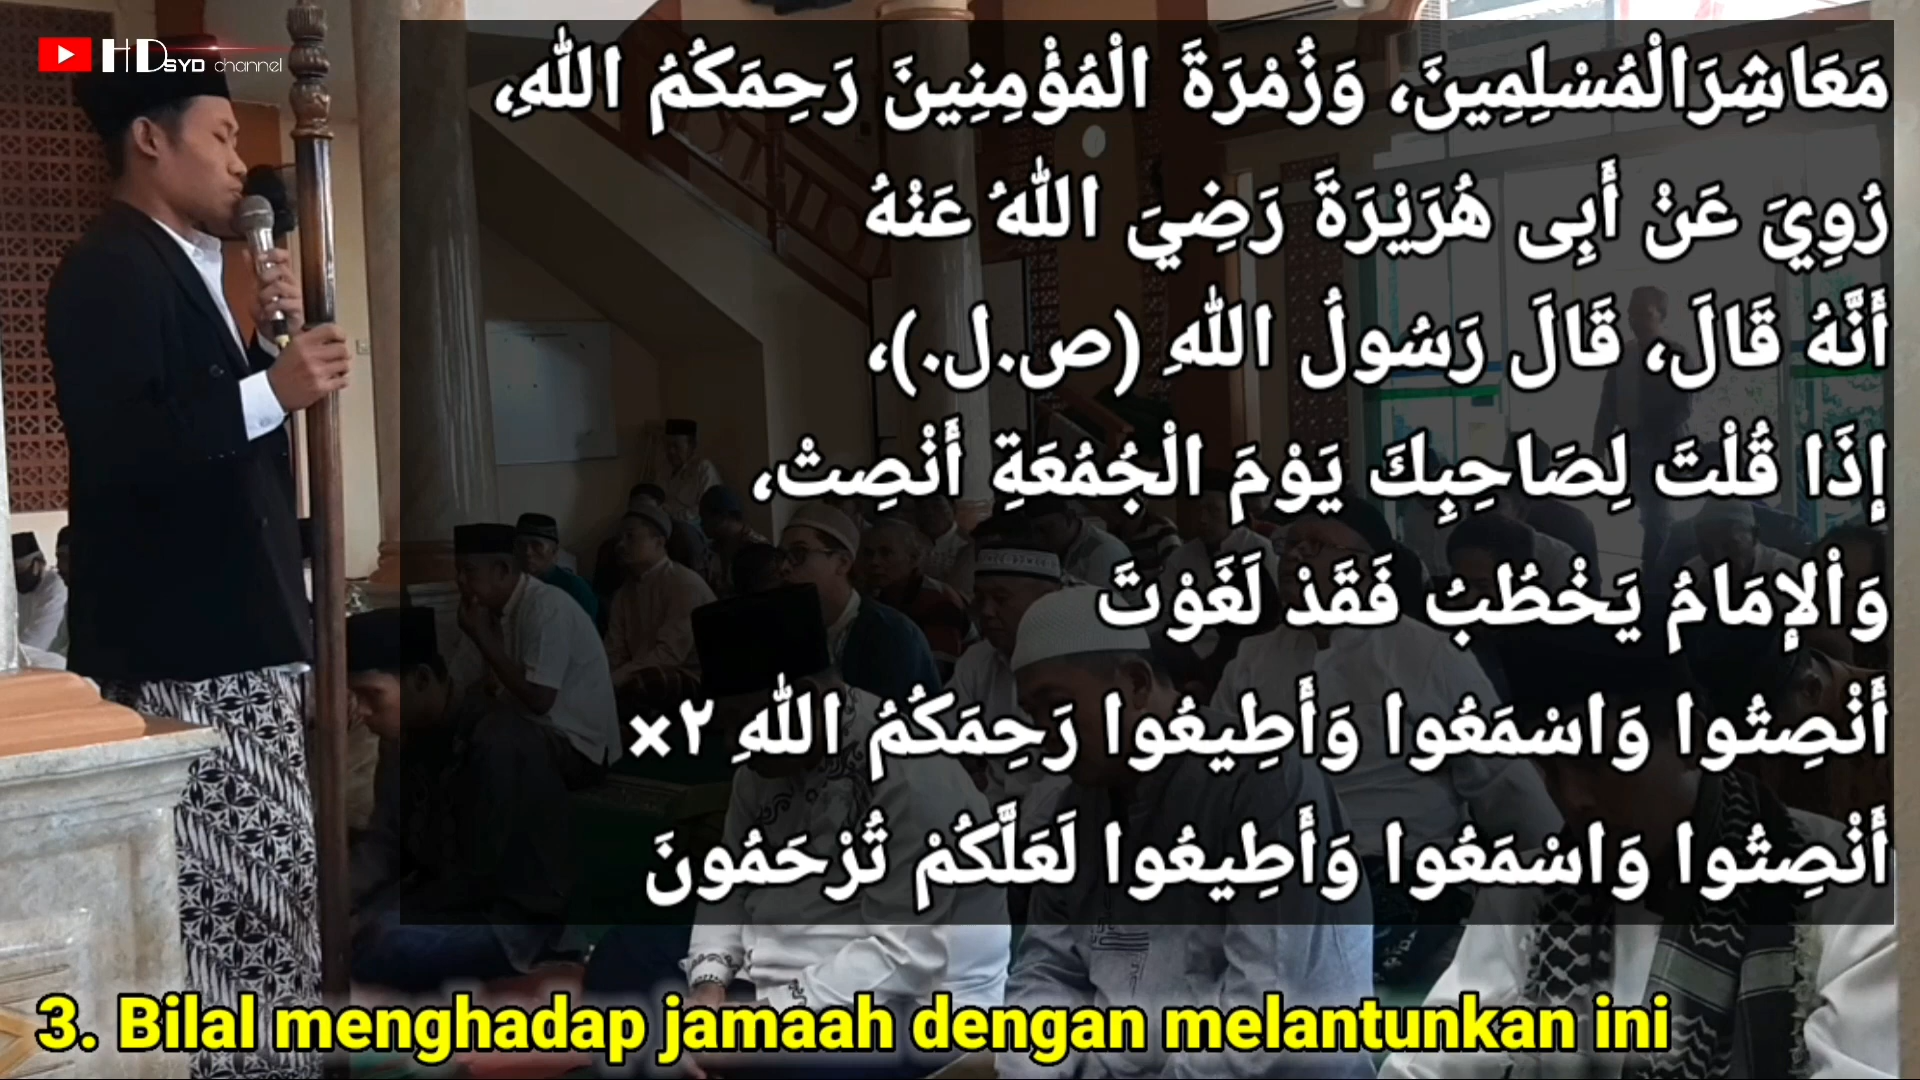 HDSYD channel
مَعَاشِرَالْمُسْلِمِينَ، وَزُمْرَةَ الْمُؤْمِنِينَ رَحِمَكُمُ اللهِ،
رُوِيَ عَنْ أَبِى هُرَيْرَةَ رَضِيَ اللهُ عَنْهُ
أَنَّهُ قَالَ، قَالَ رَسُولُ اللهِ (ص.ل.)،
إِذَا قُلْتَ لِصَاحِبِكَ يَوْمَ الْجُمُعَةِ أَنْصِتْ،
وَاْلإِمَامُ يَخْطُبُ فَقَدْ لَغَوْتَ
أَنْصِتُوا وَاسْمَعُوا وَأَطِيعُوا رَحِمَكُمُ اللهِ ٢×
أَنْصِتُوا وَاسْمَعُوا وَأَطِيعُوا لَعَلَّكُمْ تُرْحَمُونَ
3. Bilal menghadap jamaah dengan melantunkan ini